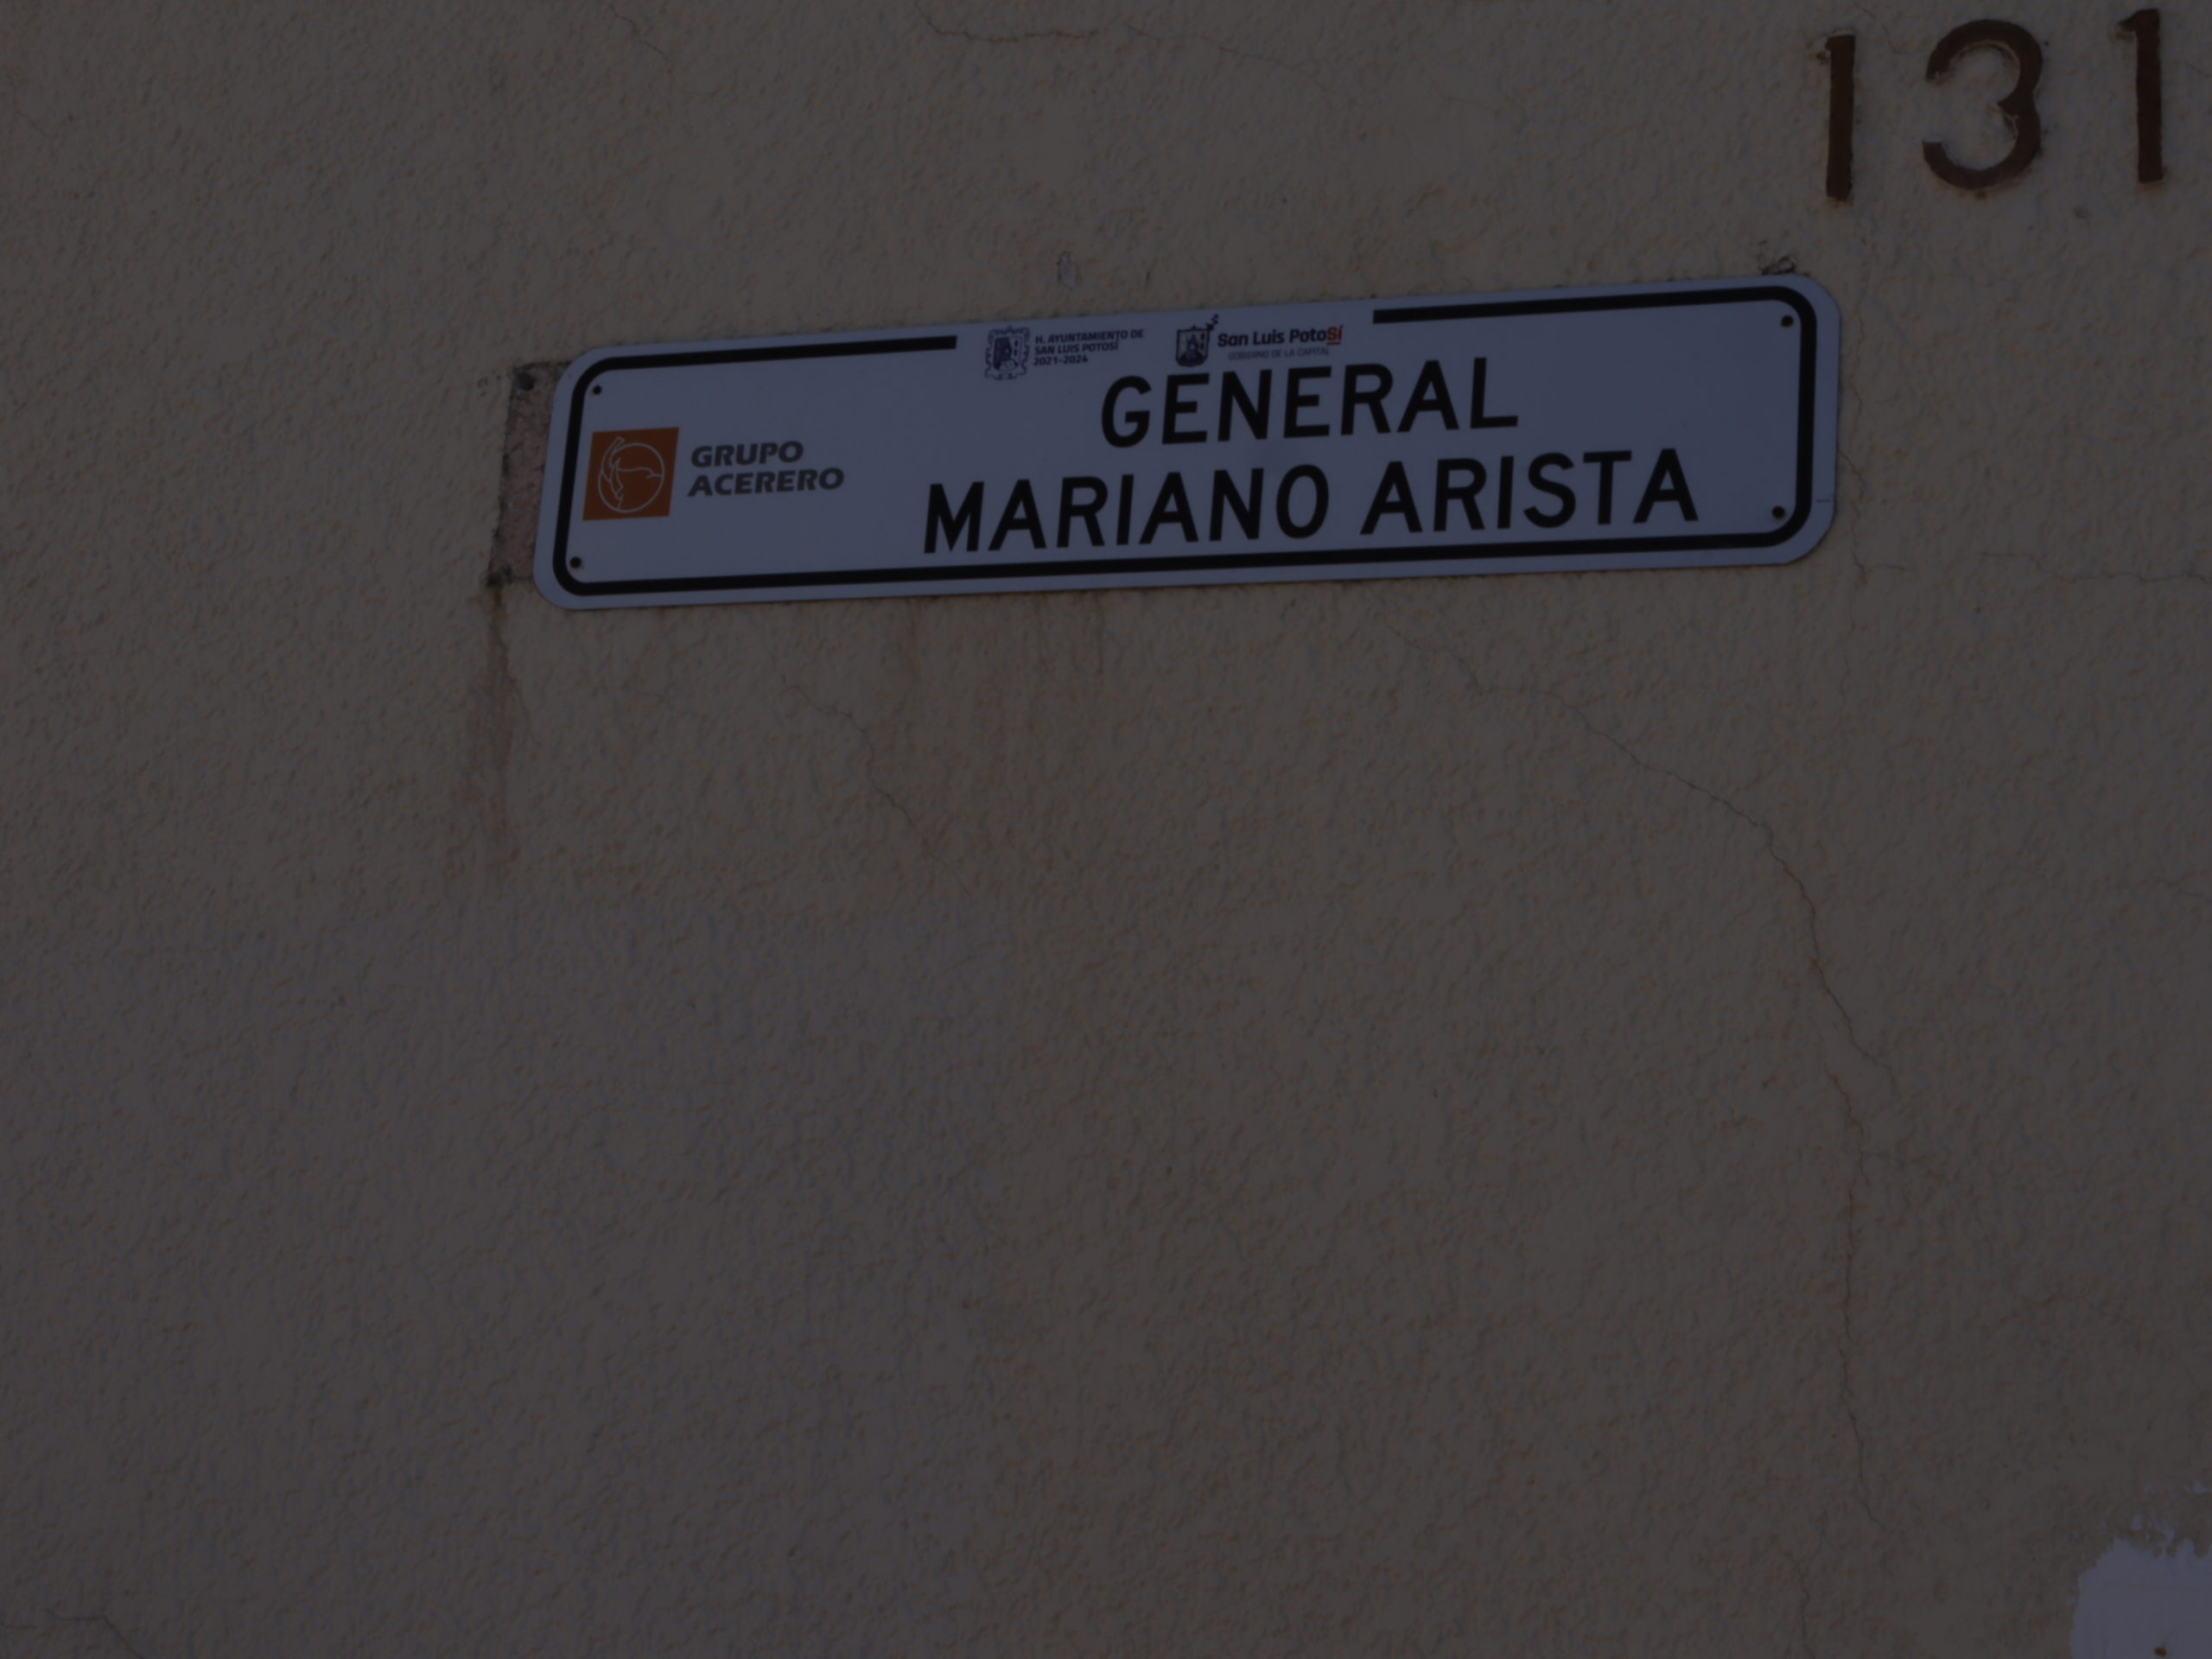 131
H. AYUNTAMIENTO DE
SAN LUIS POTOSÍ
2021-2024
San Luis PotoSí
GOBIERNO DE LA CAPITAL
GENERAL
MARIANO ARISTA
GRUPO
ACERERO